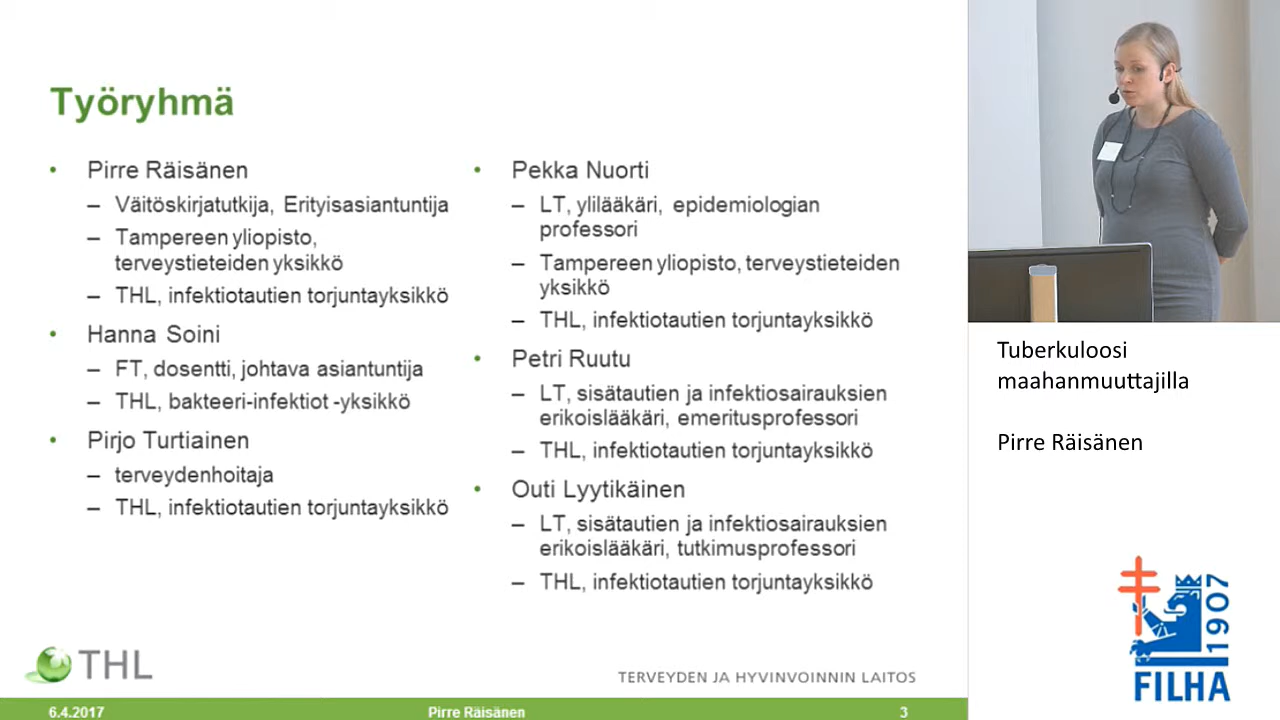 Työryhmä
• Pirre Räisänen
– Väitöskirjatutkija, Erityisasiantuntija
– Tampereen yliopisto,
terveystieteiden yksikkö
– THL, infektiotautien torjuntayksikkö
• Hanna Soini
– FT, dosentti, johtava asiantuntija
– THL, bakteeri-infektiot -yksikkö
• Pirjo Turtiainen
– terveydenhoitaja
– THL, infektiotautien torjuntayksikkö
• Pekka Nuorti
– LT, ylilääkäri, epidemiologian
professori
– Tampereen yliopisto, terveystieteiden
yksikkö
– THL, infektiotautien torjuntayksikkö
• Petri Ruutu
– LT, sisätautien ja infektiosairauksien
erikoislääkäri, emeritusprofessori
– THL, infektiotautien torjuntayksikkö
• Outi Lyytikäinen
– LT, sisätautien ja infektiosairauksien
erikoislääkäri, tutkimusprofessori
– THL, infektiotautien torjuntayksikkö
THL
TERVEYDEN JA HYVINVOINNIN LAITOS
6.4.2017
Pirre Räisänen
3
Tuberkuloosi
maahanmuuttajilla
Pirre Räisänen
1907
FILHA